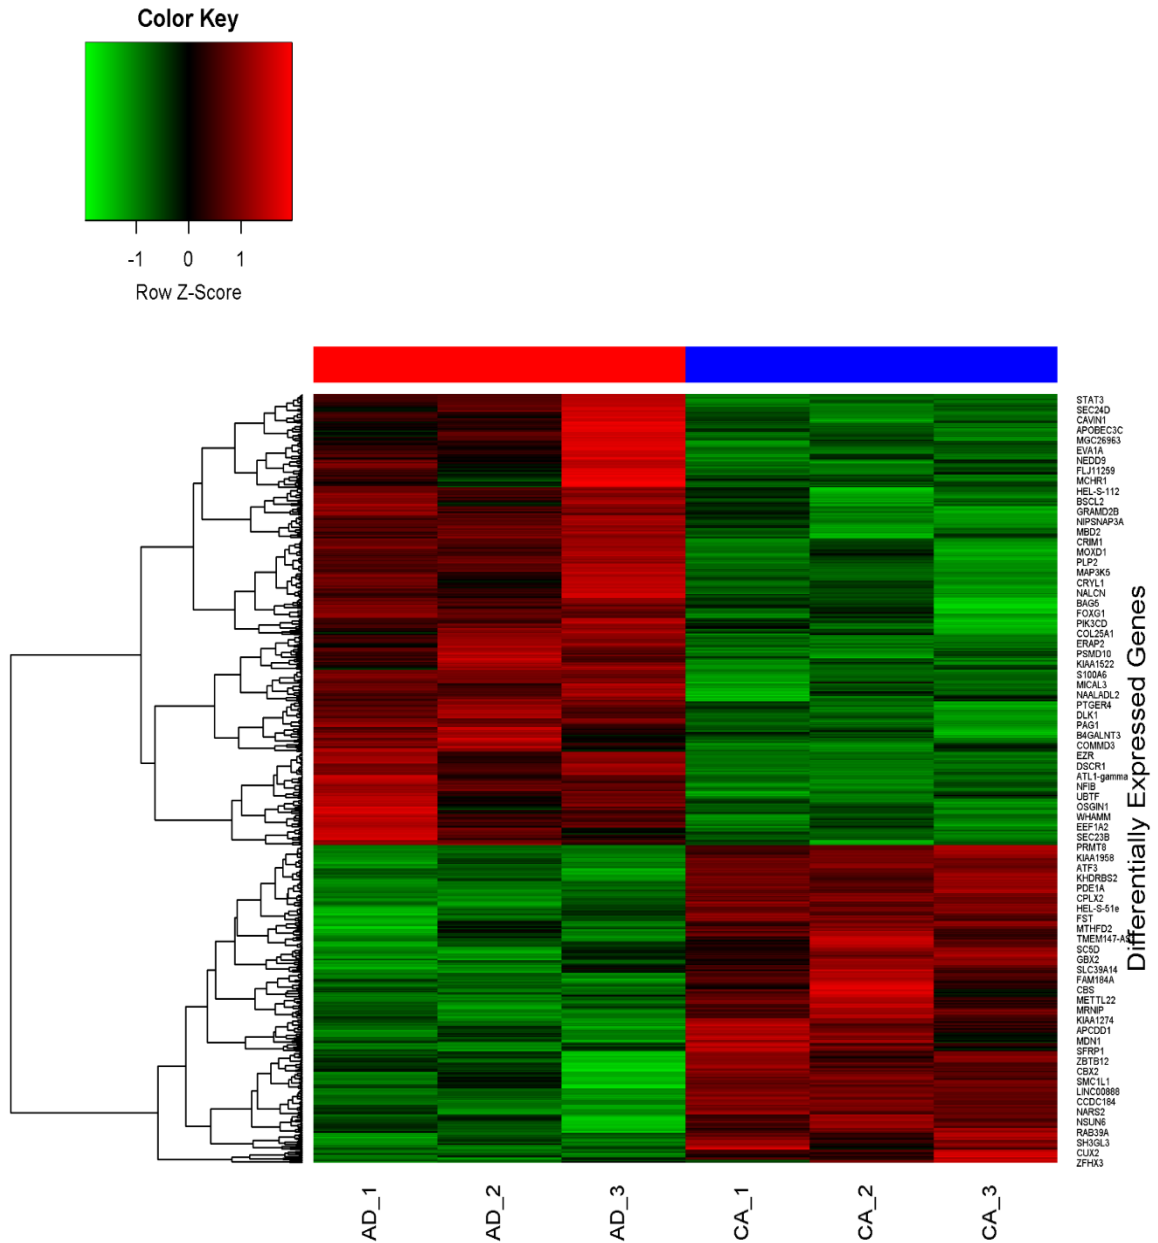 Color Key
-1 0 1
Row Z-Score
STAT3
SEC24D
CAVIN1
APOBEC3C
MGC26963
EVA1A
NEDD9
FLJ11259
MCHR1
HEL-S-112
BSCL2
GRAMD2B
NIPSNAP3A
MBD2
CRIM1
MOXD1
PLP2
MAP3K5
CRYL1
NALCN
BAG5
FOXG1
PIK3CD
COL25A1
ERAP2
PSMD10
KIAA1522
S100A6
MICAL3
NAALADL2
PTGER4
DLK1
PAG1
B4GALNT3
COMMD3
EZR
DSCR1
ATL1-gamma
NFIB
UBTF
OSGIN1
WHAMM
EEF1A2
SEC23B
PRMT8
KIAA1958
ATF3
KHDRBS2
PDE1A
CPLX2
HEL-S-51e
FST
MTHFD2
TMEM147-AS
SC5D
GBX2
SLC39A14
FAM184A
CBS
METTL22
MRNIP
KIAA1274
APCDD1
MDN1
SFRP1
ZBTB12
CBX2
SMC1L1
LINC00888
CCDC184
NARS2
NSUN6
RAB39A
SH3GL3
CUX2
ZFHX3
Differentially Expressed Genes
AD_1
AD_2
AD_3
CA_1
CA_2
CA_3